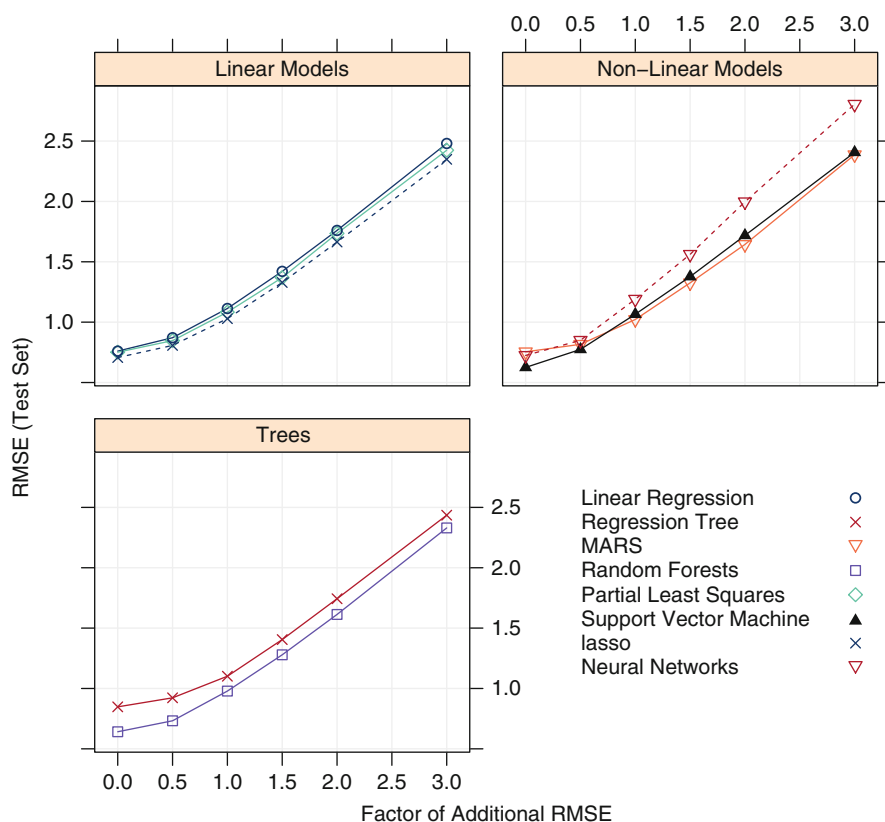 0.0 0.5 1.0 1.5 2.0 2.5 3.0
Linear Models
Non−Linear Models
2.5
2.0
1.5
1.0
RMSE (Test Set)
Trees
2.5
2.0
1.5
1.0
Linear Regression
Regression Tree
MARS
Random Forests
Partial Least Squares
Support Vector Machine
lasso
Neural Networks
0.0 0.5 1.0 1.5 2.0 2.5 3.0
Factor of Additional RMSE